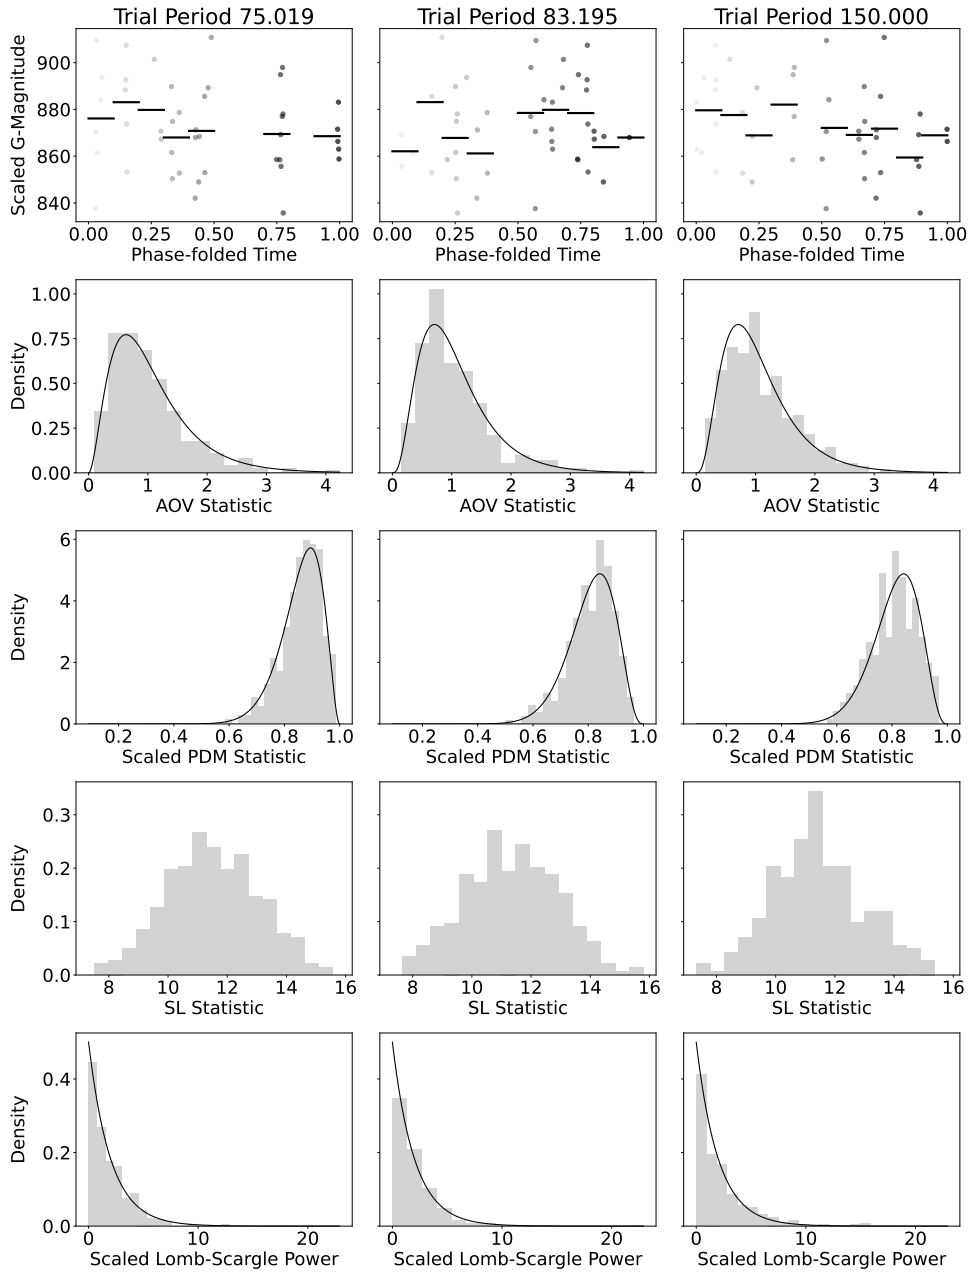 Trial Period 75.019 Trial Period 83.195 Trial Period 150.000
Scaled G-Magnitude
900
880
860
840
0.00 0.25 0.50 0.75 1.00 0.00 0.25 0.50 0.75 1.00 0.00 0.25 0.50 0.75 1.00
Phase-folded Time Phase-folded Time Phase-folded Time
Density
1.00
0.75
0.50
0.25
0.00
0 1 2 3 4 0 1 2 3 4 0 1 2 3 4
AOV Statistic AOV Statistic AOV Statistic
Density
6
4
2
0
0.2 0.4 0.6 0.8 1.0 0.2 0.4 0.6 0.8 1.0 0.2 0.4 0.6 0.8 1.0
Scaled PDM Statistic Scaled PDM Statistic Scaled PDM Statistic
Density
0.3
0.2
0.1
0.0
8 10 12 14 16 8 10 12 14 16 8 10 12 14 16
SL Statistic SL Statistic SL Statistic
Density
0.4
0.2
0.0
0 10 20 0 10 20 0 10 20
Scaled Lomb-Scargle Power Scaled Lomb-Scargle Power Scaled Lomb-Scargle Power